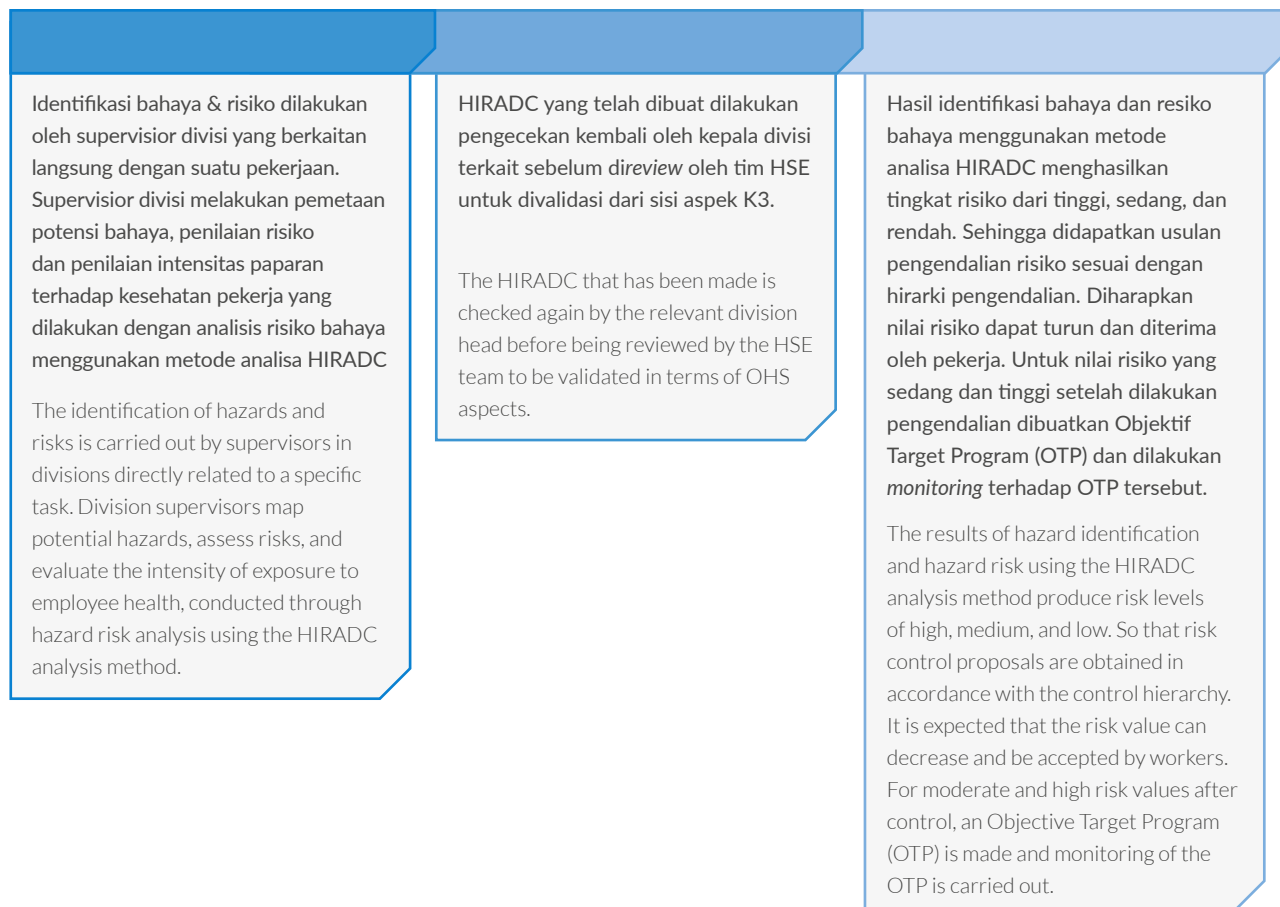 Identifikasi bahaya & risiko dilakukan
oleh supervisior divisi yang berkaitan
langsung dengan suatu pekerjaan.
Supervisior divisi melakukan pemetaan
potensi bahaya, penilaian risiko
dan penilaian intensitas paparan
terhadap kesehatan pekerja yang
dilakukan dengan analisis risiko bahaya
menggunakan metode analisa HIRADC
The identification of hazards and
risks is carried out by supervisors in
divisions directly related to a specific
task. Division supervisors map
potential hazards, assess risks, and
evaluate the intensity of exposure to
employee health, conducted through
hazard risk analysis using the HIRADC
analysis method.
HIRADC yang telah dibuat dilakukan
pengecekan kembali oleh kepala divisi
terkait sebelum direview oleh tim HSE
untuk divalidasi dari sisi aspek K3.
The HIRADC that has been made is
checked again by the relevant division
head before being reviewed by the HSE
team to be validated in terms of OHS
aspects.
Hasil identifikasi bahaya dan resiko
bahaya menggunakan metode
analisa HIRADC menghasilkan
tingkat risiko dari tinggi, sedang, dan
rendah. Sehingga didapatkan usulan
pengendalian risiko sesuai dengan
hirarki pengendalian. Diharapkan
nilai risiko dapat turun dan diterima
oleh pekerja. Untuk nilai risiko yang
sedang dan tinggi setelah dilakukan
pengendalian dibuatkan Objektif
Target Program (OTP) dan dilakukan
monitoring terhadap OTP tersebut.
The results of hazard identification
and hazard risk using the HIRADC
analysis method produce risk levels
of high, medium, and low. So that risk
control proposals are obtained in
accordance with the control hierarchy.
It is expected that the risk value can
decrease and be accepted by workers.
For moderate and high risk values after
control, an Objective Target Program
(OTP) is made and monitoring of the
OTP is carried out.